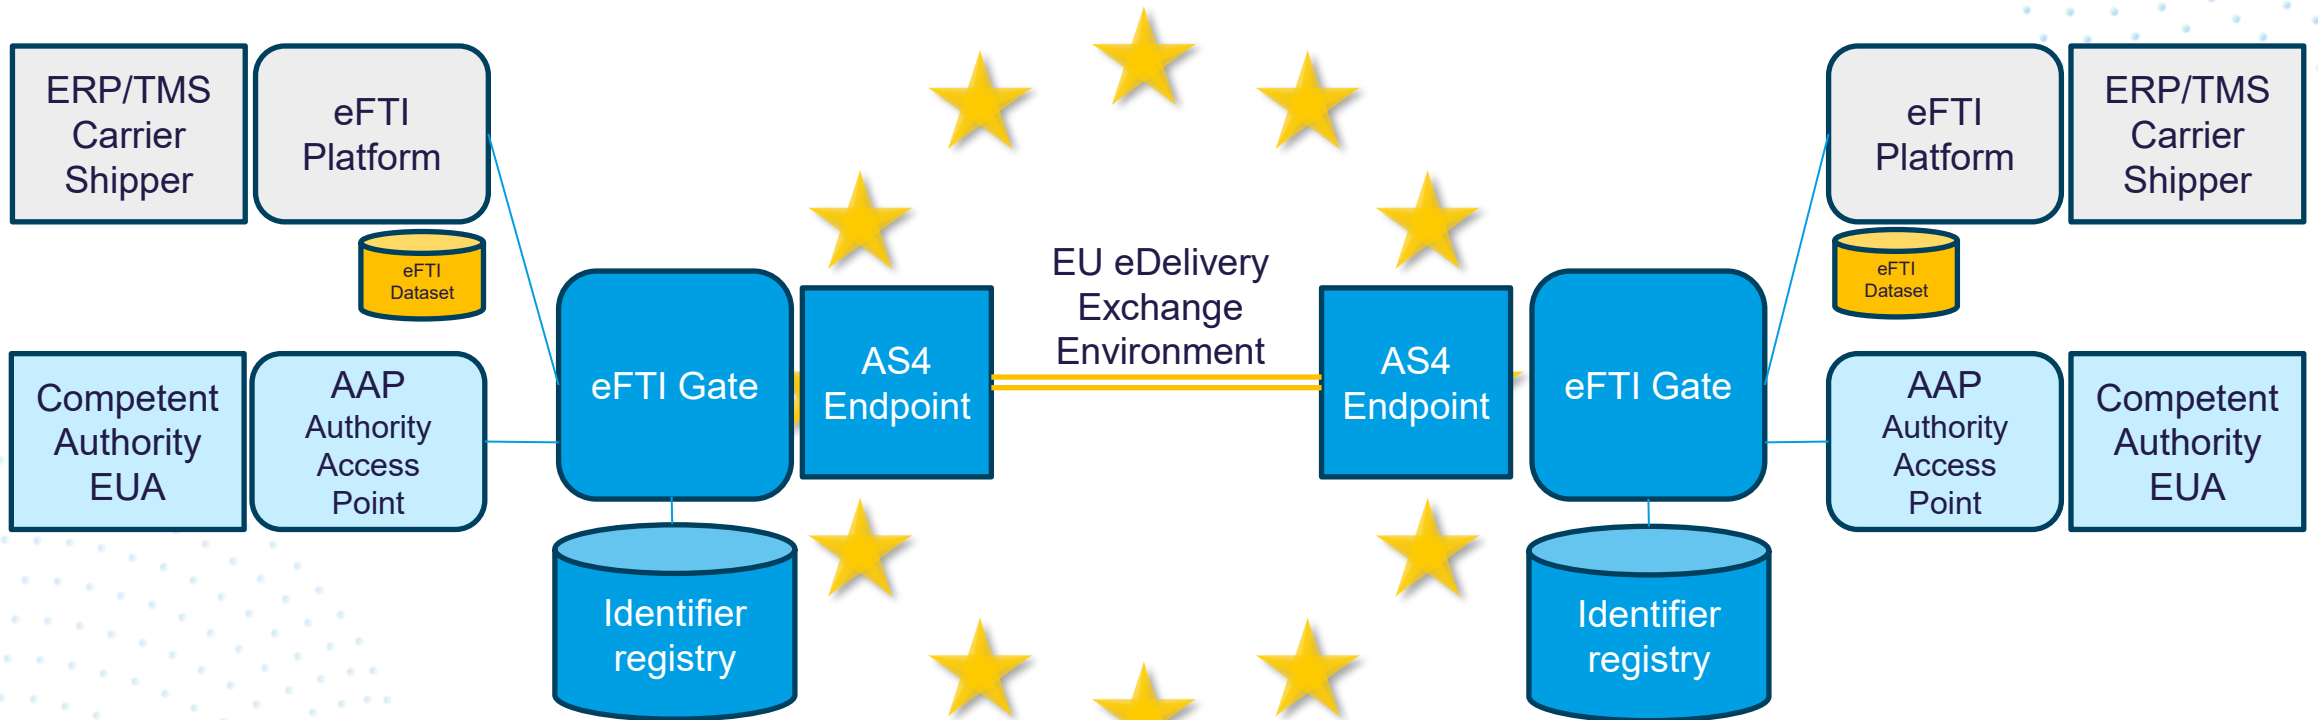 ERP/TMS
Carrier
Shipper
eFTI
Platform
eFTI
Dataset
Competent
Authority
EUA
AAP
Authority
Access
Point
eFTI Gate
AS4
Endpoint
Identifier
registry
EU eDelivery
Exchange
Environment
AS4
Endpoint
eFTI Gate
Identifier
registry
eFTI
Platform
ERP/TMS
Carrier
Shipper
eFTI
Dataset
AAP
Authority
Access
Point
Competent
Authority
EUA